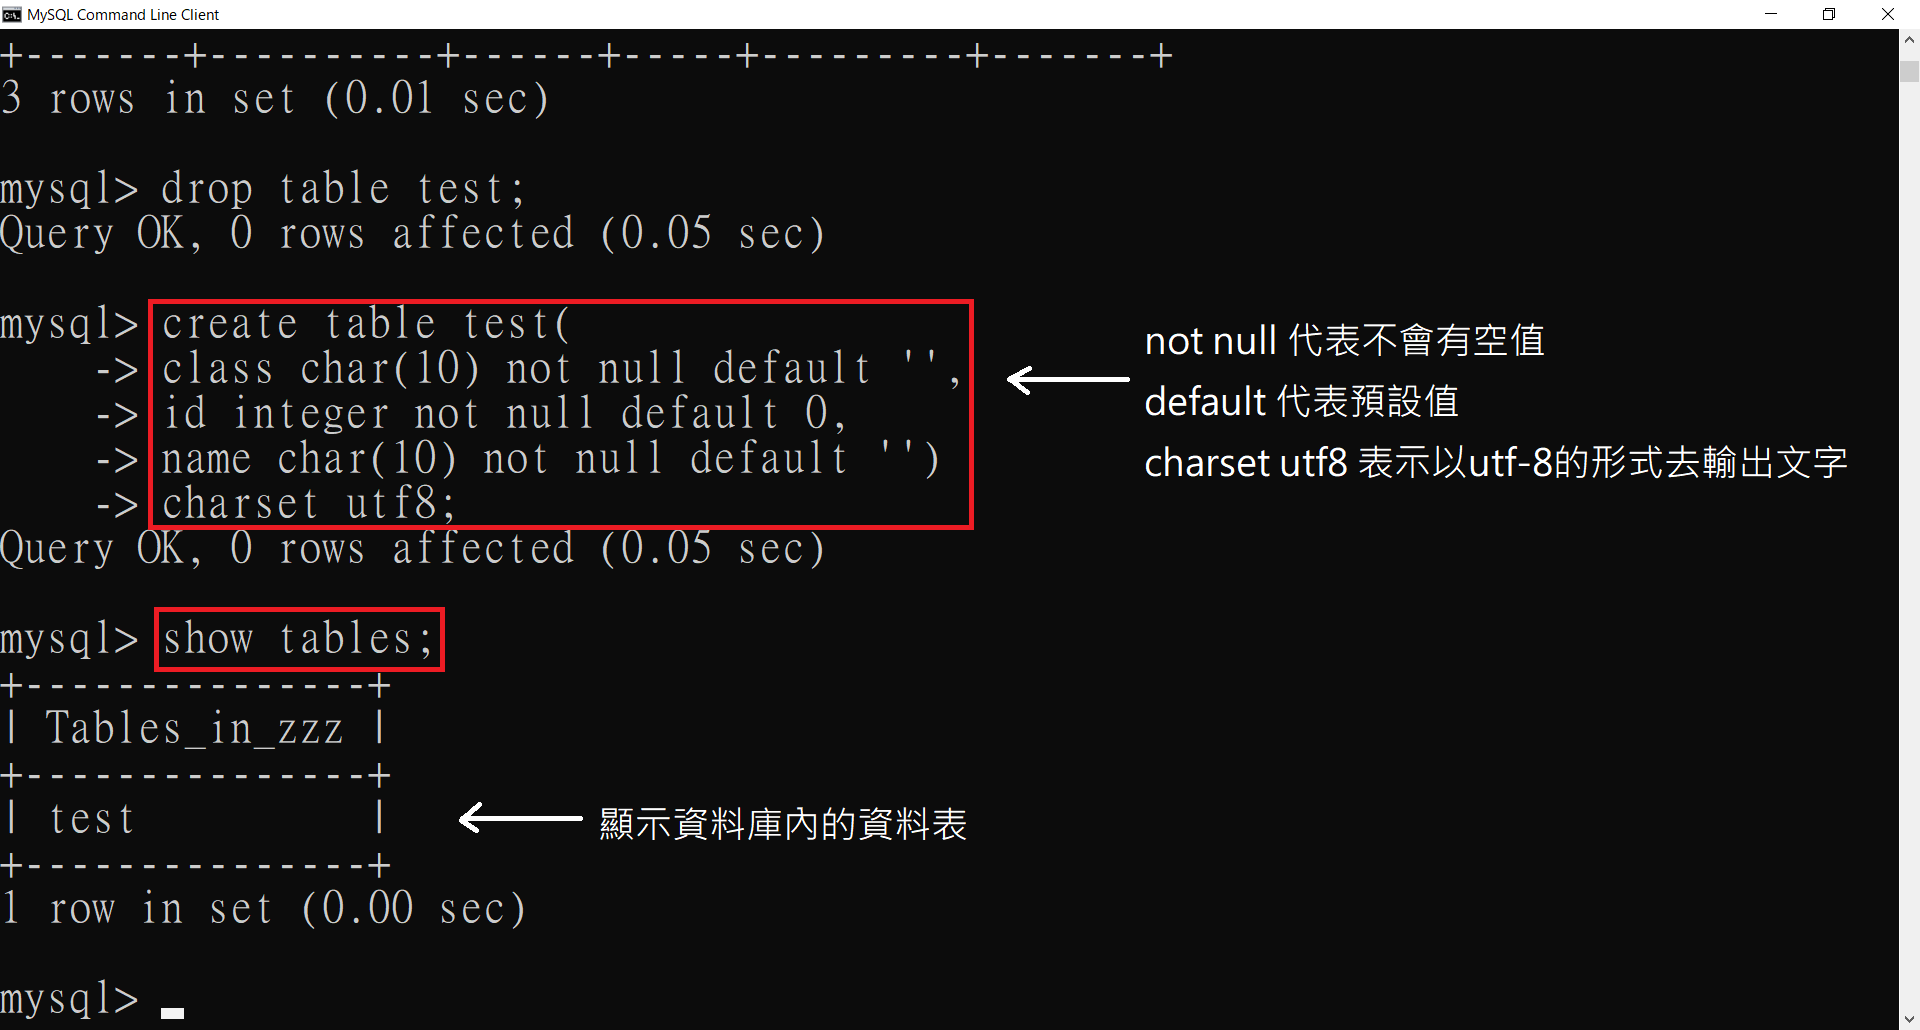 MySQL Command Line Client
+-------+----------+------+-----+---------+-------+
3 rows in set (0.01 sec)
mysql> drop table test;
Query OK, 0 rows affected (0.05 sec)
mysql> create table test(
-> class char(10) not null default '',
-> id integer not null default 0,
-> name char(10) not null default '')
-> charset utf8;
not null 代表不會有空值
default 代表預設值
charset utf8 表示以utf-8的形式去輸出文字
Query OK, 0 rows affected (0.05 sec)
mysql> show tables;
+---------------+
| Tables_in_zzz |
+---------------+
| test          |
顯示資料庫內的資料表
+---------------+
1 row in set (0.00 sec)
mysql>